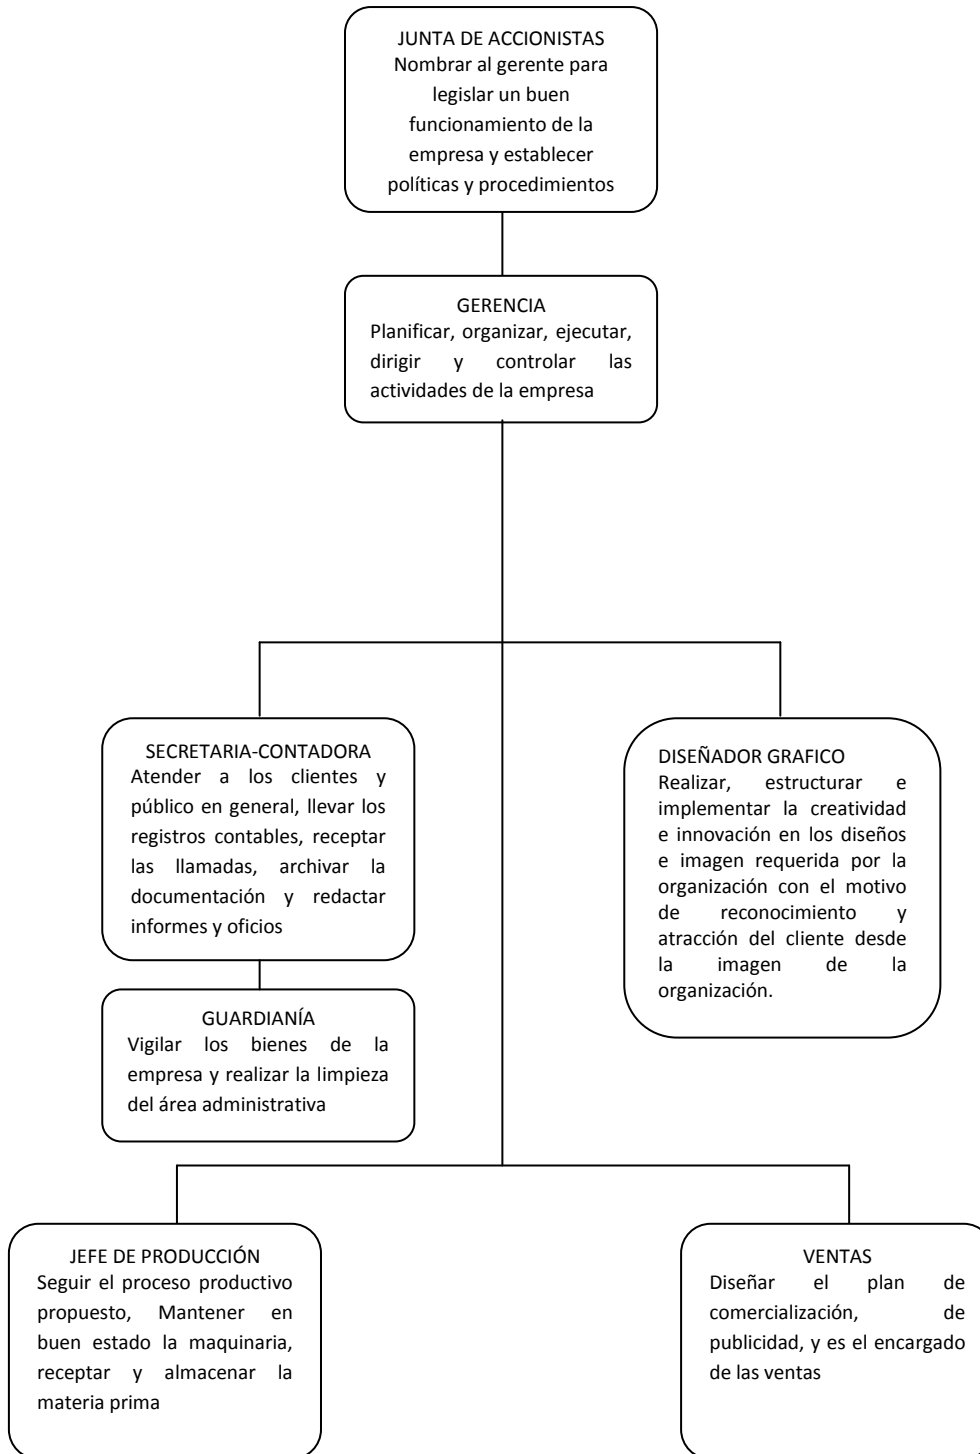 JUNTA DE ACCIONISTAS
Nombrar al gerente para
legislar un buen
funcionamiento de la
empresa y establecer
políticas y procedimientos
GERENCIA
Planificar, organizar, ejecutar,
dirigir y controlar las
actividades de la empresa
SECRETARIA-CONTADORA
Atender a los clientes y
público en general, llevar los
registros contables, receptar
las llamadas, archivar la
documentación y redactar
informes y oficios
DISEÑADOR GRAFICO
Realizar, estructurar e
implementar la creatividad
e innovación en los diseños
e imagen requerida por la
organización con el motivo
de reconocimiento y
atracción del cliente desde
la imagen de la
organización.
GUARDIANÍA
Vigilar los bienes de la
empresa y realizar la limpieza
del área administrativa
JEFE DE PRODUCCIÓN
Seguir el proceso productivo
propuesto, Mantener en
buen estado la maquinaria,
receptar y almacenar la
materia prima
VENTAS
Diseñar el plan de
comercialización, de
publicidad, y es el encargado
de las ventas